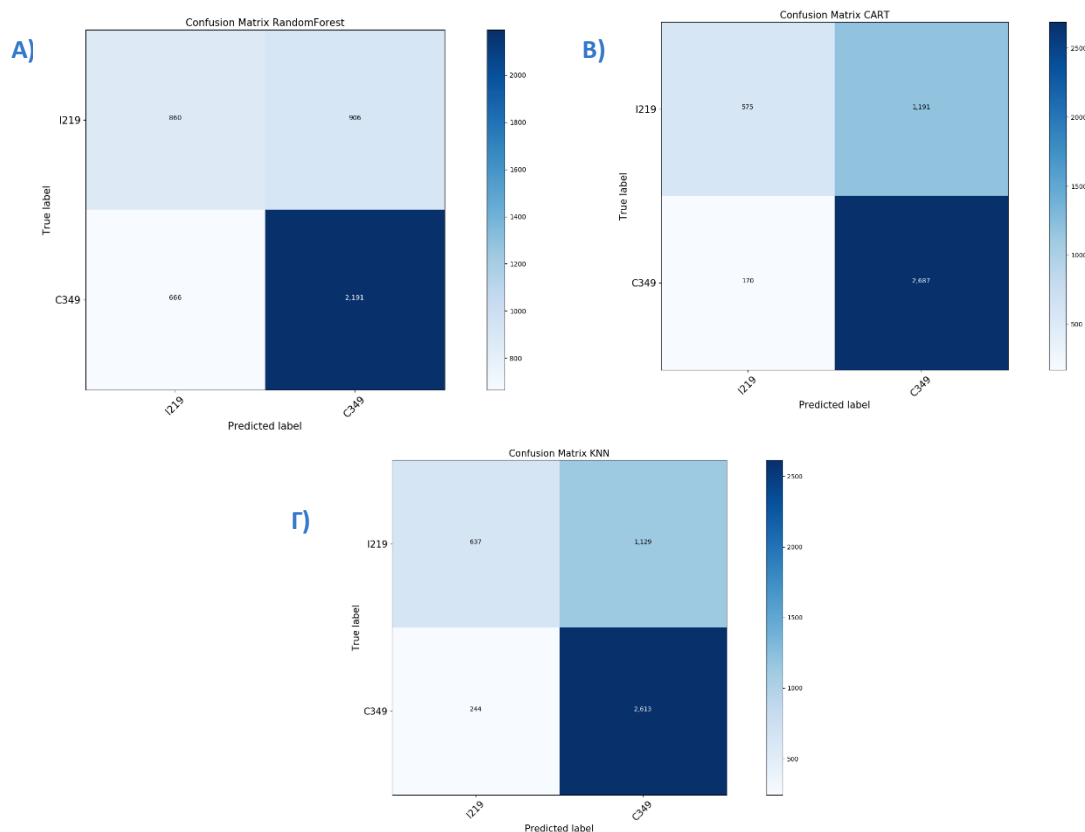 Confusion Matrix RandomForest
Α)
2000
1800
1600
1400
1200
1000
800
True label
I219
860
906
C349
666
2,191
I219
C349
Predicted label
Confusion Matrix CART
Β)
2500
2000
1500
1000
500
True label
I219
575
1,191
C349
170
2,687
I219
C349
Predicted label
Confusion Matrix KNN
Γ)
2500
2000
1500
1000
500
True label
I219
637
1,129
C349
244
2,613
I219
C349
Predicted label